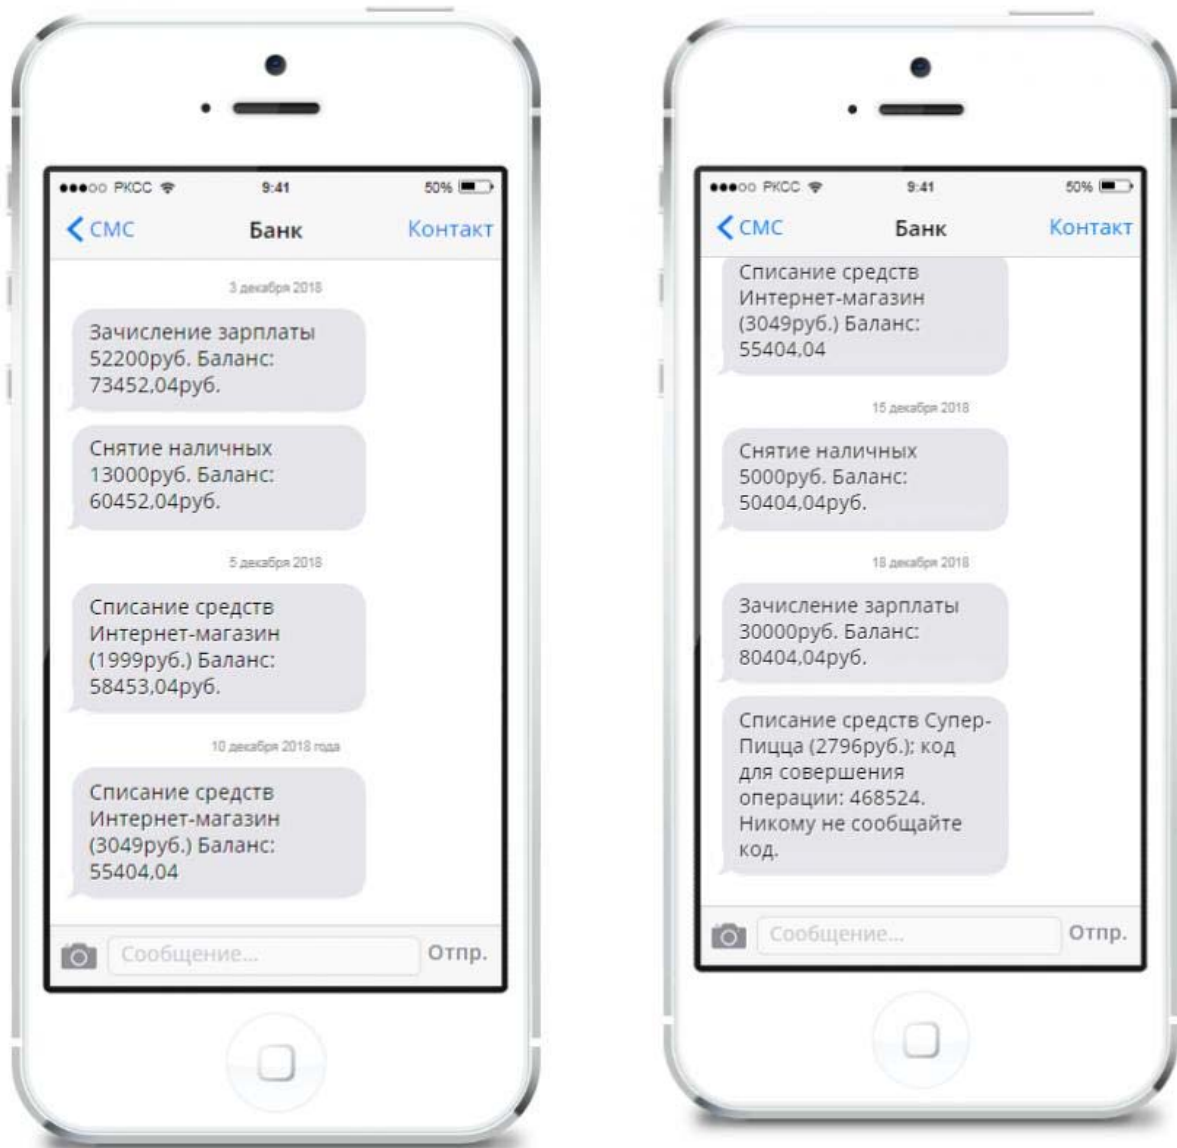 РКСС
9:41
50%
СМС
Банк
Контакт
3 декабря 2018
Зачисление зарплаты
52200руб. Баланс:
73452,04руб.
Снятие наличных
13000руб. Баланс:
60452,04руб.
5 декабря 2018
Списание средств
Интернет-магазин
(1999руб.) Баланс:
58453,04руб.
10 декабря 2018 года
Списание средств
Интернет-магазин
(3049руб.) Баланс:
55404,04
Сообщение...
Отпр.
РКСС
9:41
50%
СМС
Банк
Контакт
Списание средств
Интернет-магазин
(3049руб.) Баланс:
55404,04
15 декабря 2018
Снятие наличных
5000руб. Баланс:
50404,04руб.
18 декабря 2018
Зачисление зарплаты
30000руб. Баланс:
80404,04руб.
Списание средств Супер-
Пицца (2796руб.); код
для совершения
операции: 468524.
Никому не сообщайте
код.
Сообщение...
Отпр.